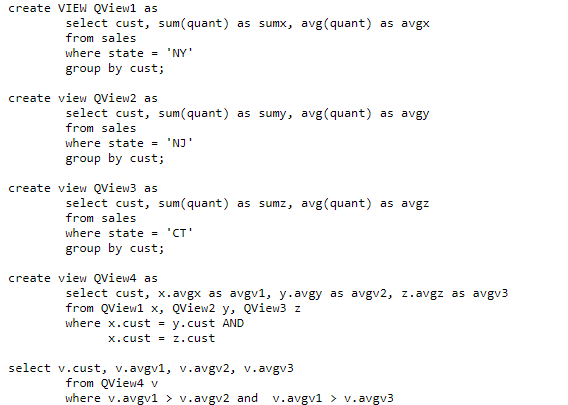 create VIEW QView1 as
select cust, sum(quant) as sumx, avg(quant) as avgx
from sales
where state = 'NY'
group by cust;
create view QView2 as
select cust, sum(quant) as sumy, avg(quant) as avgy
from sales
where state = 'NJ'
group by cust;
create view QView3 as
select cust, sum(quant) as sumz, avg(quant) as avgz
from sales
where state = 'CT'
group by cust;
create view QView4 as
select cust, x.avgx as avgv1, y.avgy as avgv2, z.avgz as avgv3
from QView1 x, QView2 y, QView3 z
where x.cust = y.cust AND
x.cust = z.cust
select v.cust, v.avgv1, v.avgv2, v.avgv3
from QView4 v
where v.avgv1 > v.avgv2 and  v.avgv1 > v.avgv3